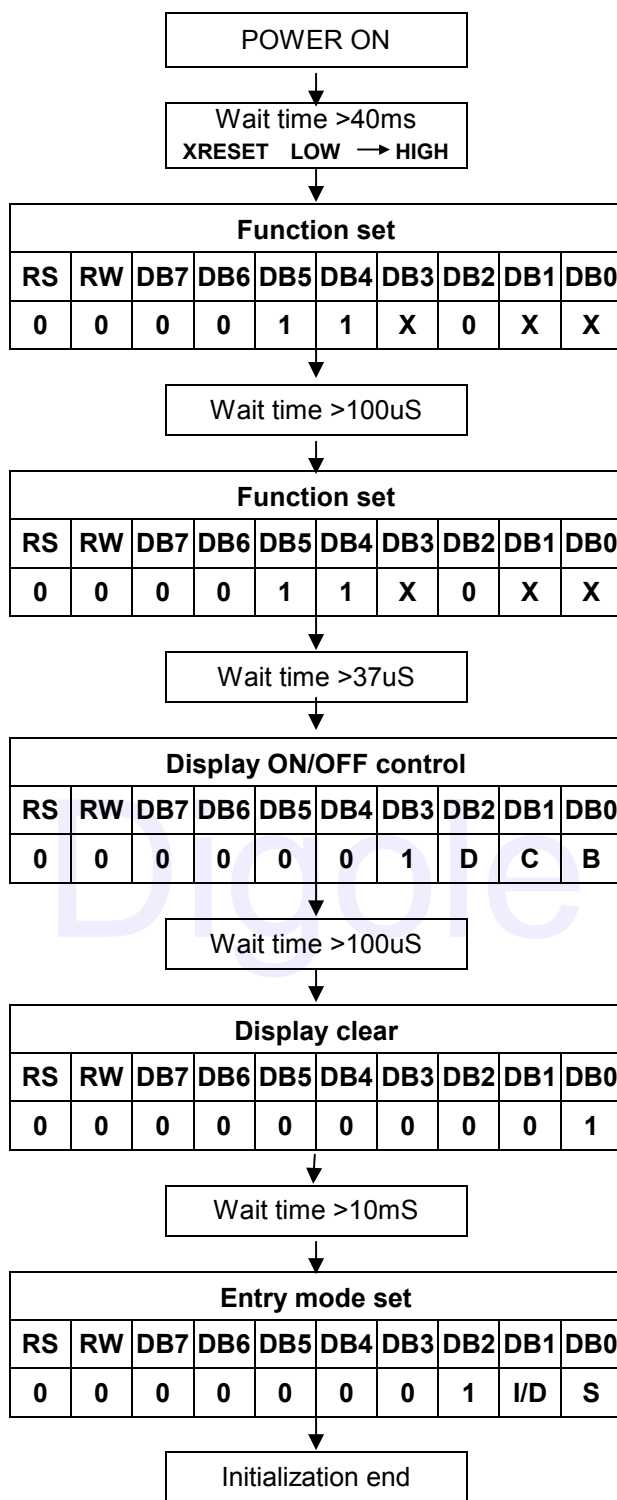 POWER ON
Wait time >40ms
XRESET LOW → HIGH
Function set
RS RW DB7 DB6 DB5 DB4 DB3 DB2 DB1 DB0
0 0 0 0 1 1 X 0 X X
Wait time >100uS
Function set
RS RW DB7 DB6 DB5 DB4 DB3 DB2 DB1 DB0
0 0 0 0 1 1 X 0 X X
Wait time >37uS
Display ON/OFF control
RS RW DB7 DB6 DB5 DB4 DB3 DB2 DB1 DB0
0 0 0 0 0 0 1 D C B
Digole
Wait time >100uS
Display clear
RS RW DB7 DB6 DB5 DB4 DB3 DB2 DB1 DB0
0 0 0 0 0 0 0 0 0 1
Wait time >10mS
Entry mode set
RS RW DB7 DB6 DB5 DB4 DB3 DB2 DB1 DB0
0 0 0 0 0 0 0 1 I/D S
Initialization end